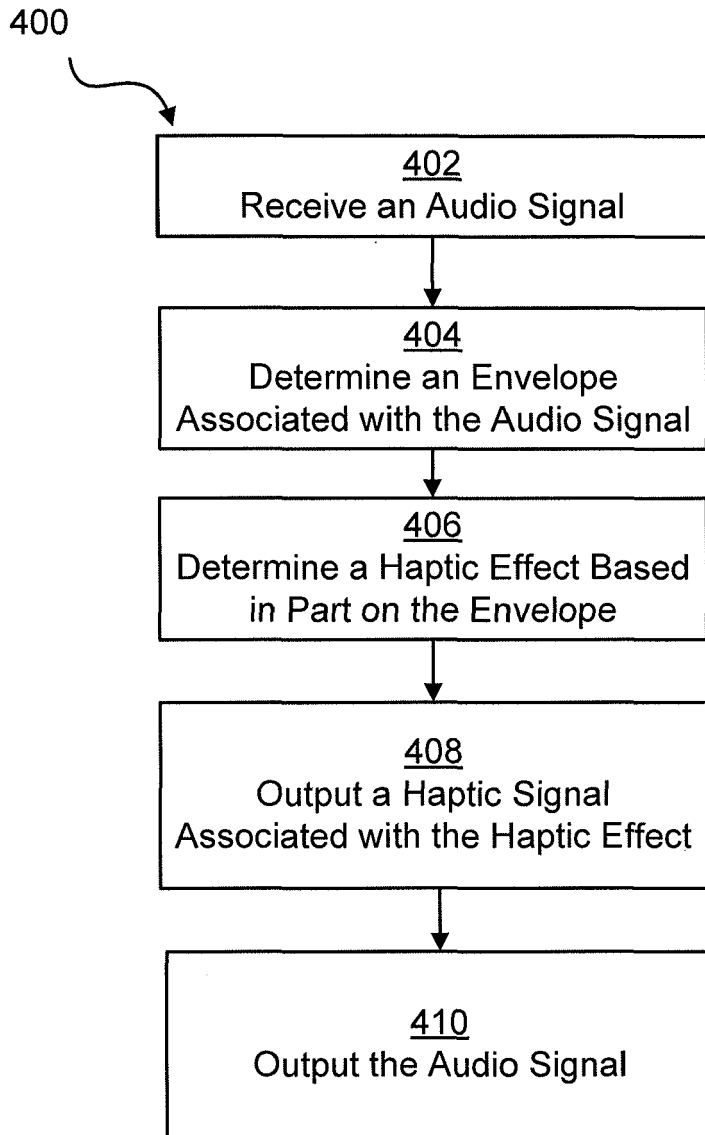 400
402
Receive an Audio Signal
404
Determine an Envelope
Associated with the Audio Signal
406
Determine a Haptic Effect Based
in Part on the Envelope
408
Output a Haptic Signal
Associated with the Haptic Effect
410
Output the Audio Signal